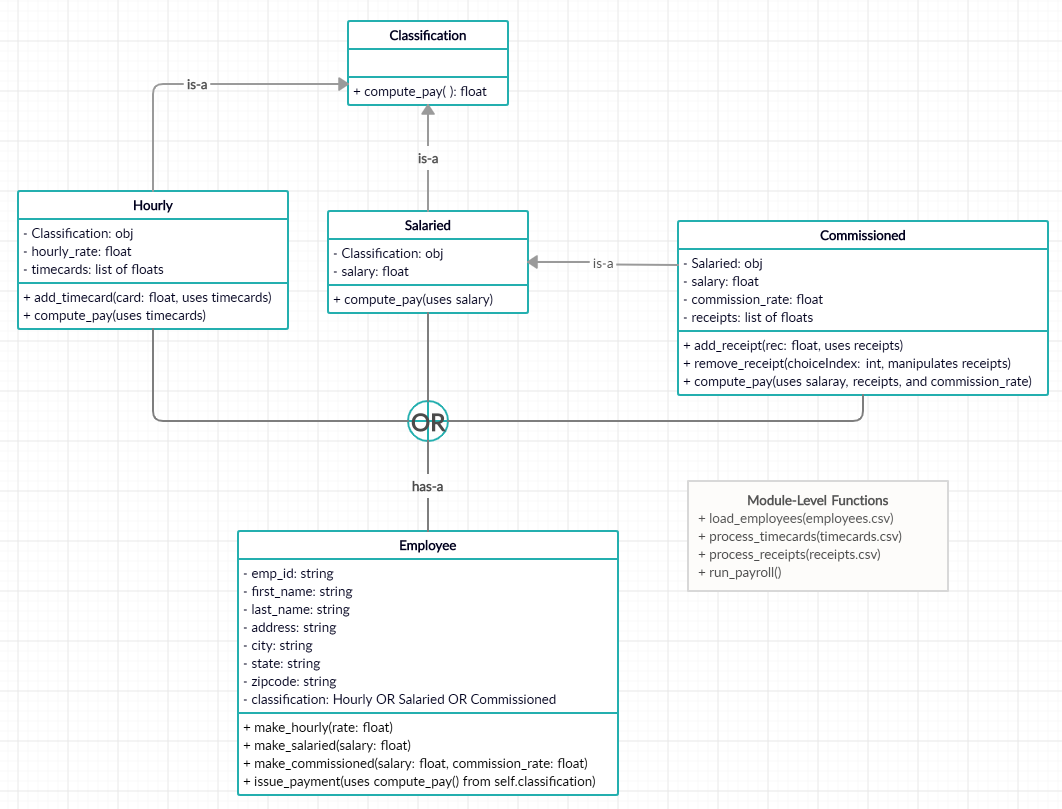 Classification
+ compute_pay( ): float
is-a
is-a
Hourly
- Classification: obj
- hourly_rate: float
- timecards: list of floats
+ add_timecard(card: float, uses timecards)
+ compute_pay(uses timecards)
Salaried
- Classification: obj
- salary: float
+ compute_pay(uses salary)
is-a
Commissioned
- Salaried: obj
- salary: float
- commission_rate: float
- receipts: list of floats
+ add_receipt(rec: float, uses receipts)
+ remove_receipt(choiceIndex: int, manipulates receipts)
+ compute_pay(uses salaray, receipts, and commission_rate)
OR
has-a
Module-Level Functions
+ load_employees(employees.csv)
+ process_timecards(timecards.csv)
+ process_receipts(receipts.csv)
+ run_payroll()
Employee
- emp_id: string
- first_name: string
- last_name: string
- address: string
- city: string
- state: string
- zipcode: string
- classification: Hourly OR Salaried OR Commissioned
+ make_hourly(rate: float)
+ make_salaried(salary: float)
+ make_commissioned(salary: float, commission_rate: float)
+ issue_payment(uses compute_pay() from self.classification)